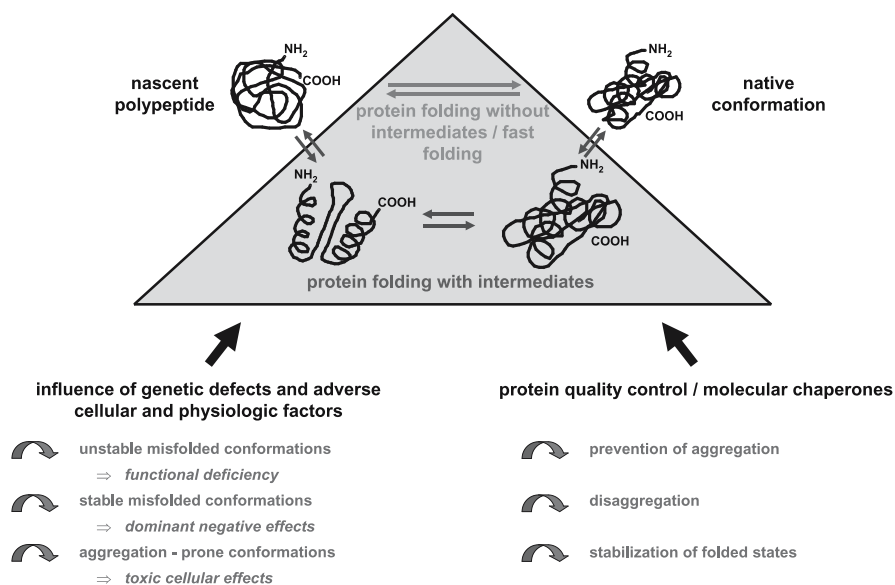 NH2
COOH
nascent
polypeptide
NH2
COOH
native
conformation
protein folding without
intermediates / fast
folding
NH2
COOH
NH2
COOH
protein folding with intermediates
influence of genetic defects and adverse
cellular and physiologic factors
unstable misfolded conformations
⇒ functional deficiency
stable misfolded conformations
⇒ dominant negative effects
aggregation - prone conformations
⇒ toxic cellular effects
protein quality control / molecular chaperones
prevention of aggregation
disaggregation
stabilization of folded states